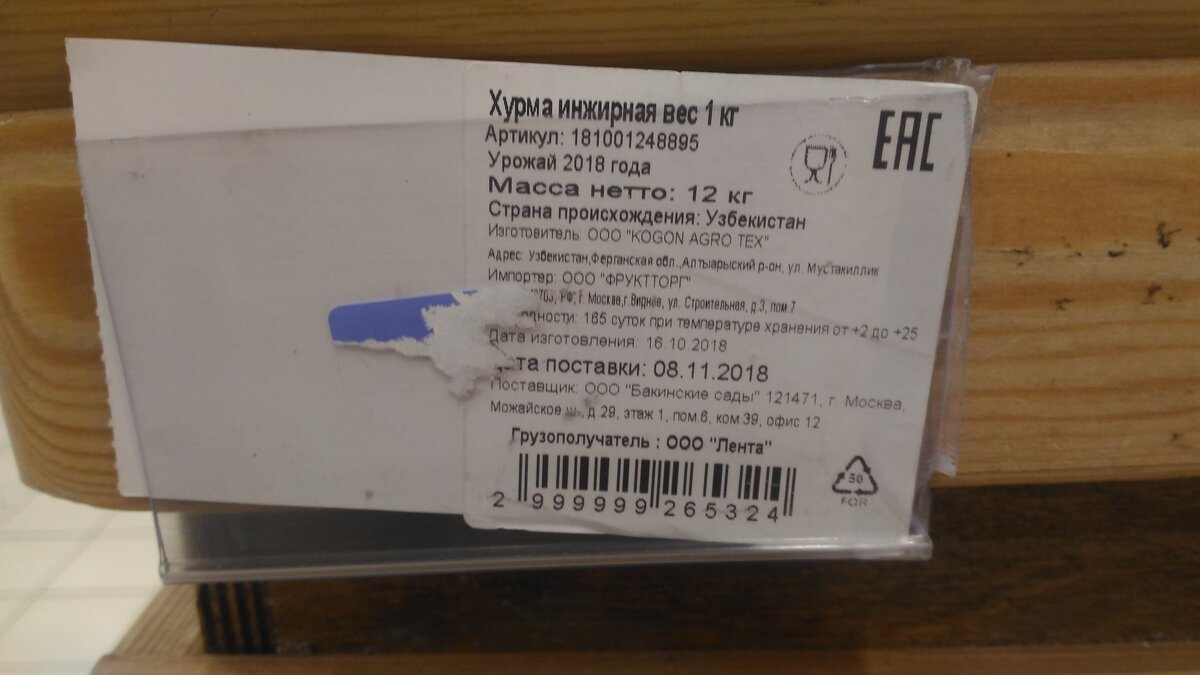 Хурма инжирная вес 1 кг
EAC
Артикул: 181001248895
Урожай 2018 года
Масса нетто: 12 кг
Страна происхождения: Узбекистан
Изготовитель: ООО "KOGON AGRO TEX"
Адрес: Узбекистан,Ферганская обл.,Алтыарыкский р-он, ул. Мустакиллик
Импортер: ООО "ФРУКТТОРГ"
РФ, г. Москва,г.Видное, ул. Строительная, д.3, пом.7
165 суток при температуре хранения от +2 до +25
Дата изготовления: 16.10.2018
поставки: 08.11.2018
Поставщик: ООО "Бакинские сады" 121471, г. Москва,
Можайское ш., д.29, этаж 1, пом.6, ком.39, офис 12
Грузополучатель : ООО "Лента"
2 999999 265324
50
FOR